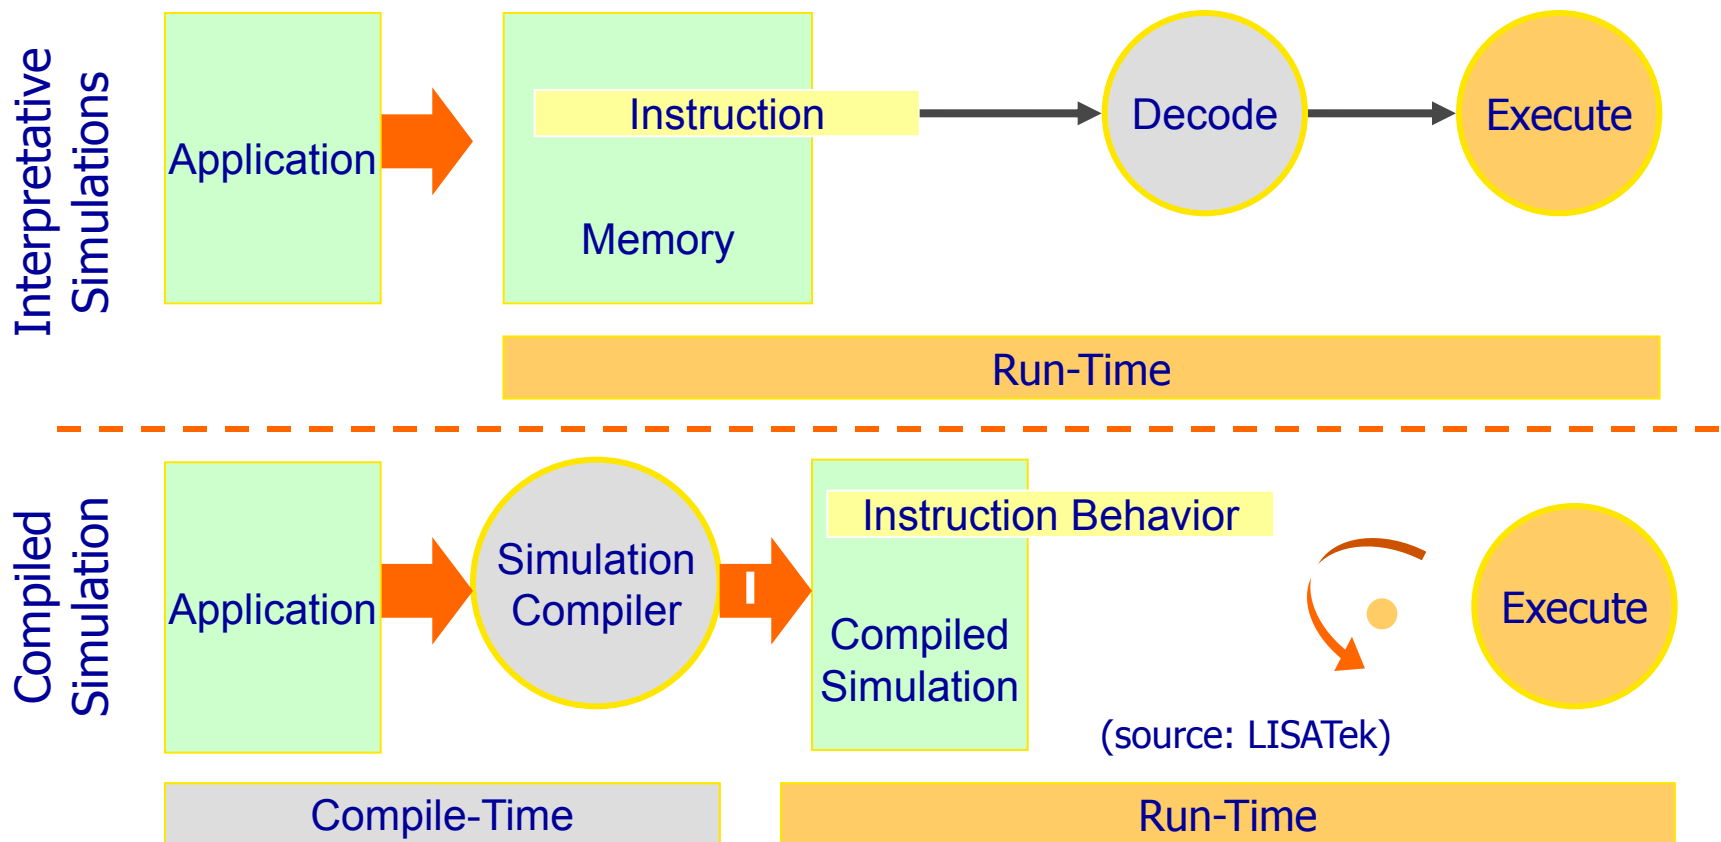 Interpretative
Simulations
Application
Instruction
Memory
Decode
Execute
Run-Time
Compiled
Simulation
Application
Simulation
Compiler
Instruction Behavior
Compiled
Simulation
Execute
(source: LISATek)
Compile-Time
Run-Time